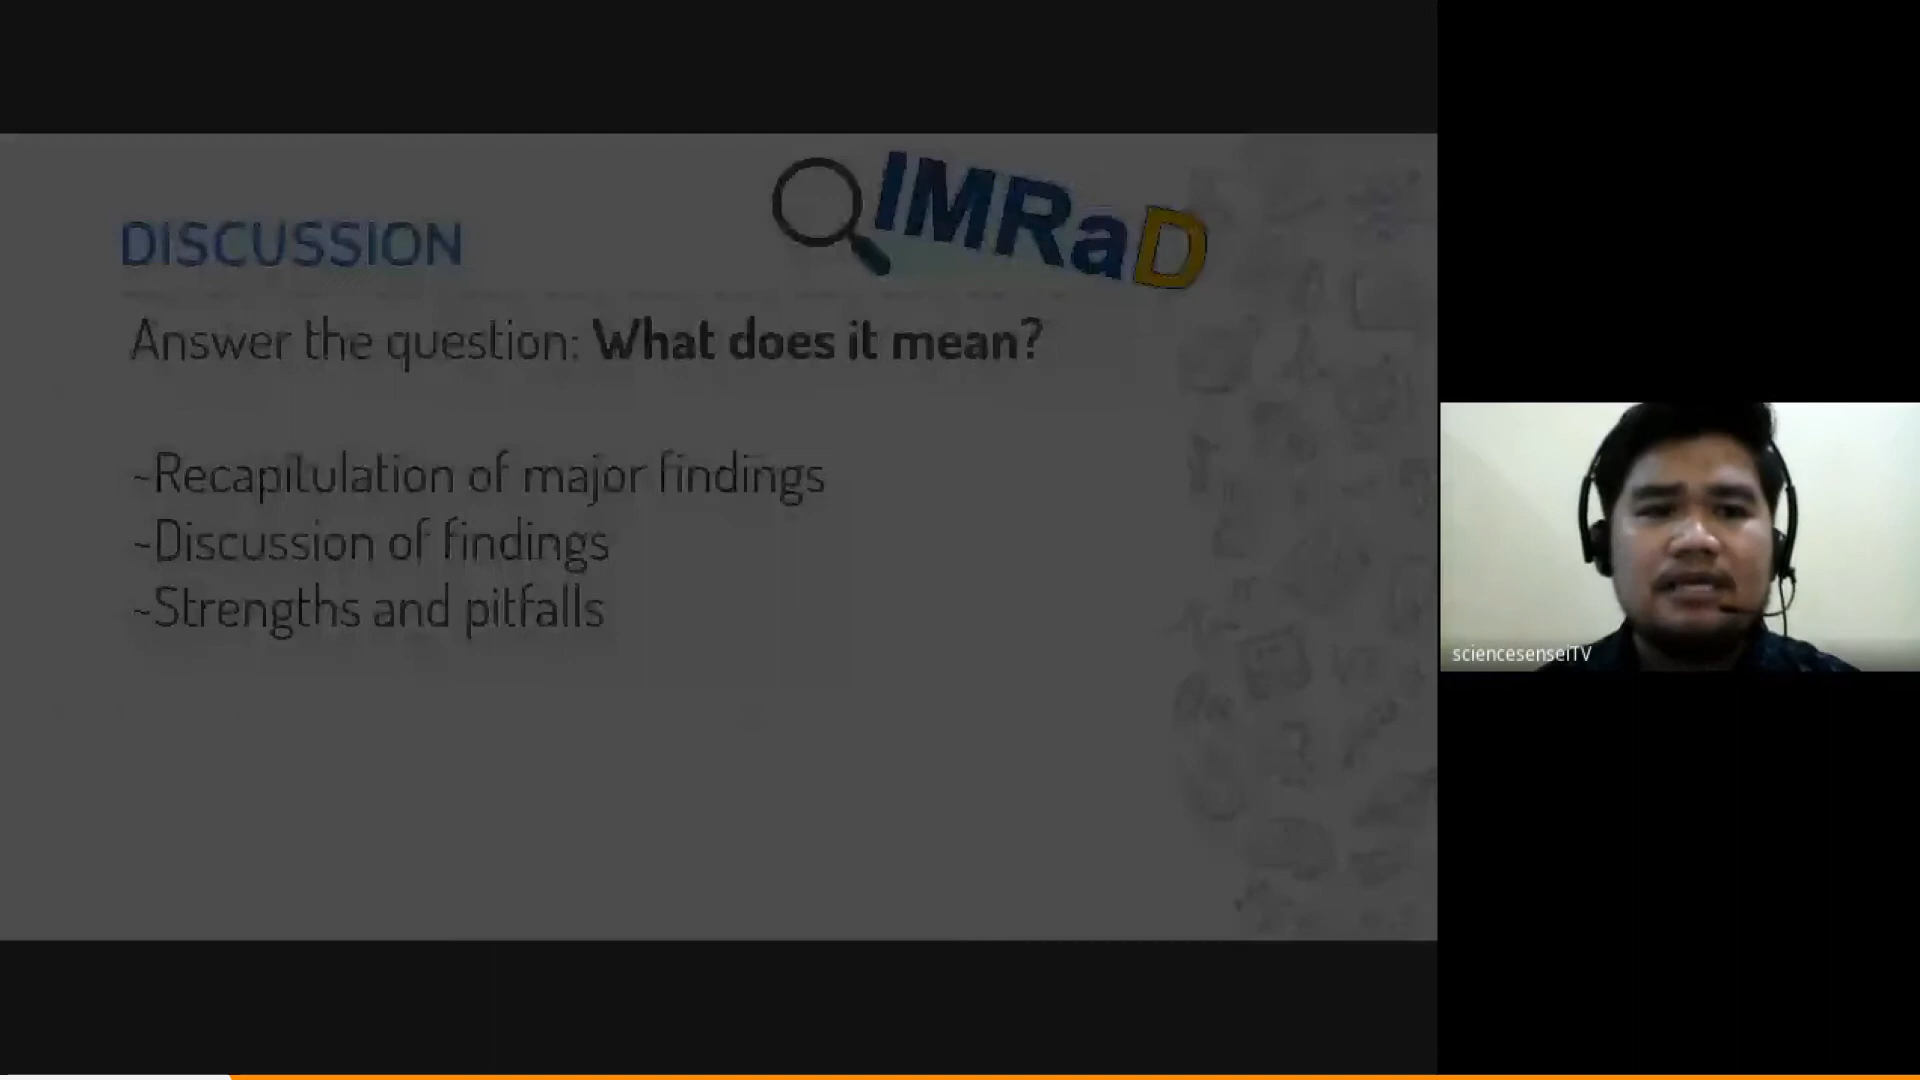 IMRaD
DISCUSSION
Answer the question: What does it mean?
~Recapitulation of major findings
~Discussion of findings
~Strengths and pitfalls
sciencesenseiTV